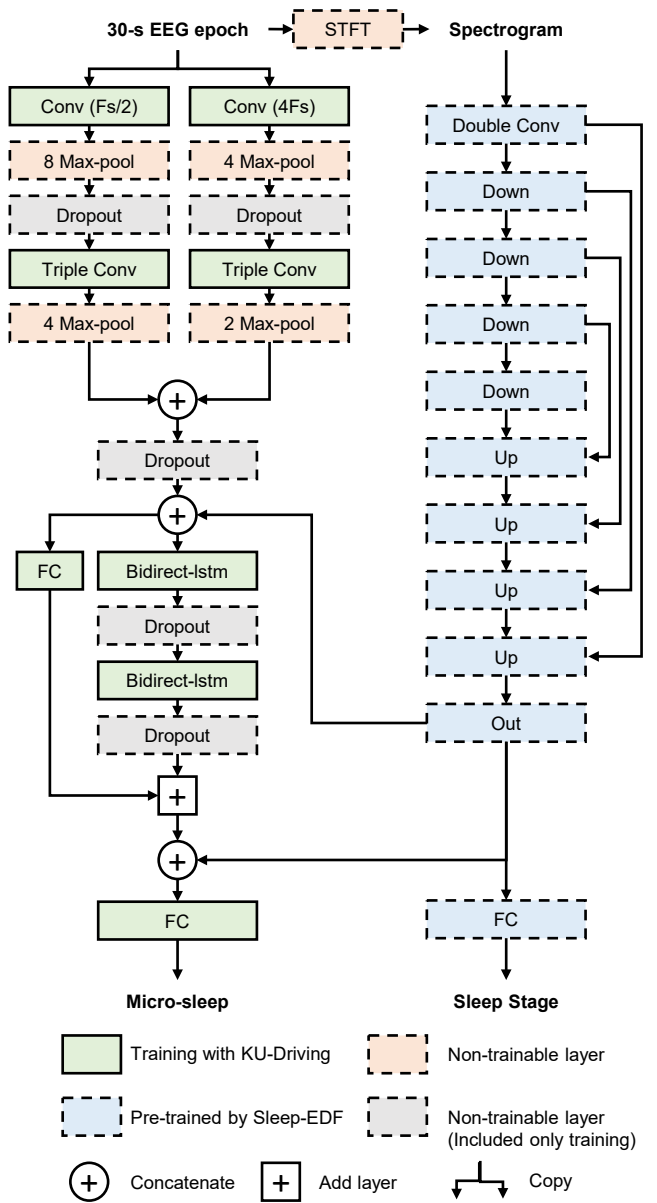 30-s EEG epoch
STFT
Spectrogram
Conv (Fs/2)
Conv (4Fs)
8 Max-pool
4 Max-pool
Dropout
Dropout
Triple Conv
Triple Conv
4 Max-pool
2 Max-pool
+
Dropout
+
FC
Bidirect-lstm
Dropout
Bidirect-lstm
Dropout
+
+
FC
Micro-sleep
Double Conv
Down
Down
Down
Down
Up
Up
Up
Up
Out
FC
Sleep Stage
Training with KU-Driving
Non-trainable layer
Pre-trained by Sleep-EDF
Non-trainable layer
(Included only training)
+ Concatenate
+ Add layer
Copy